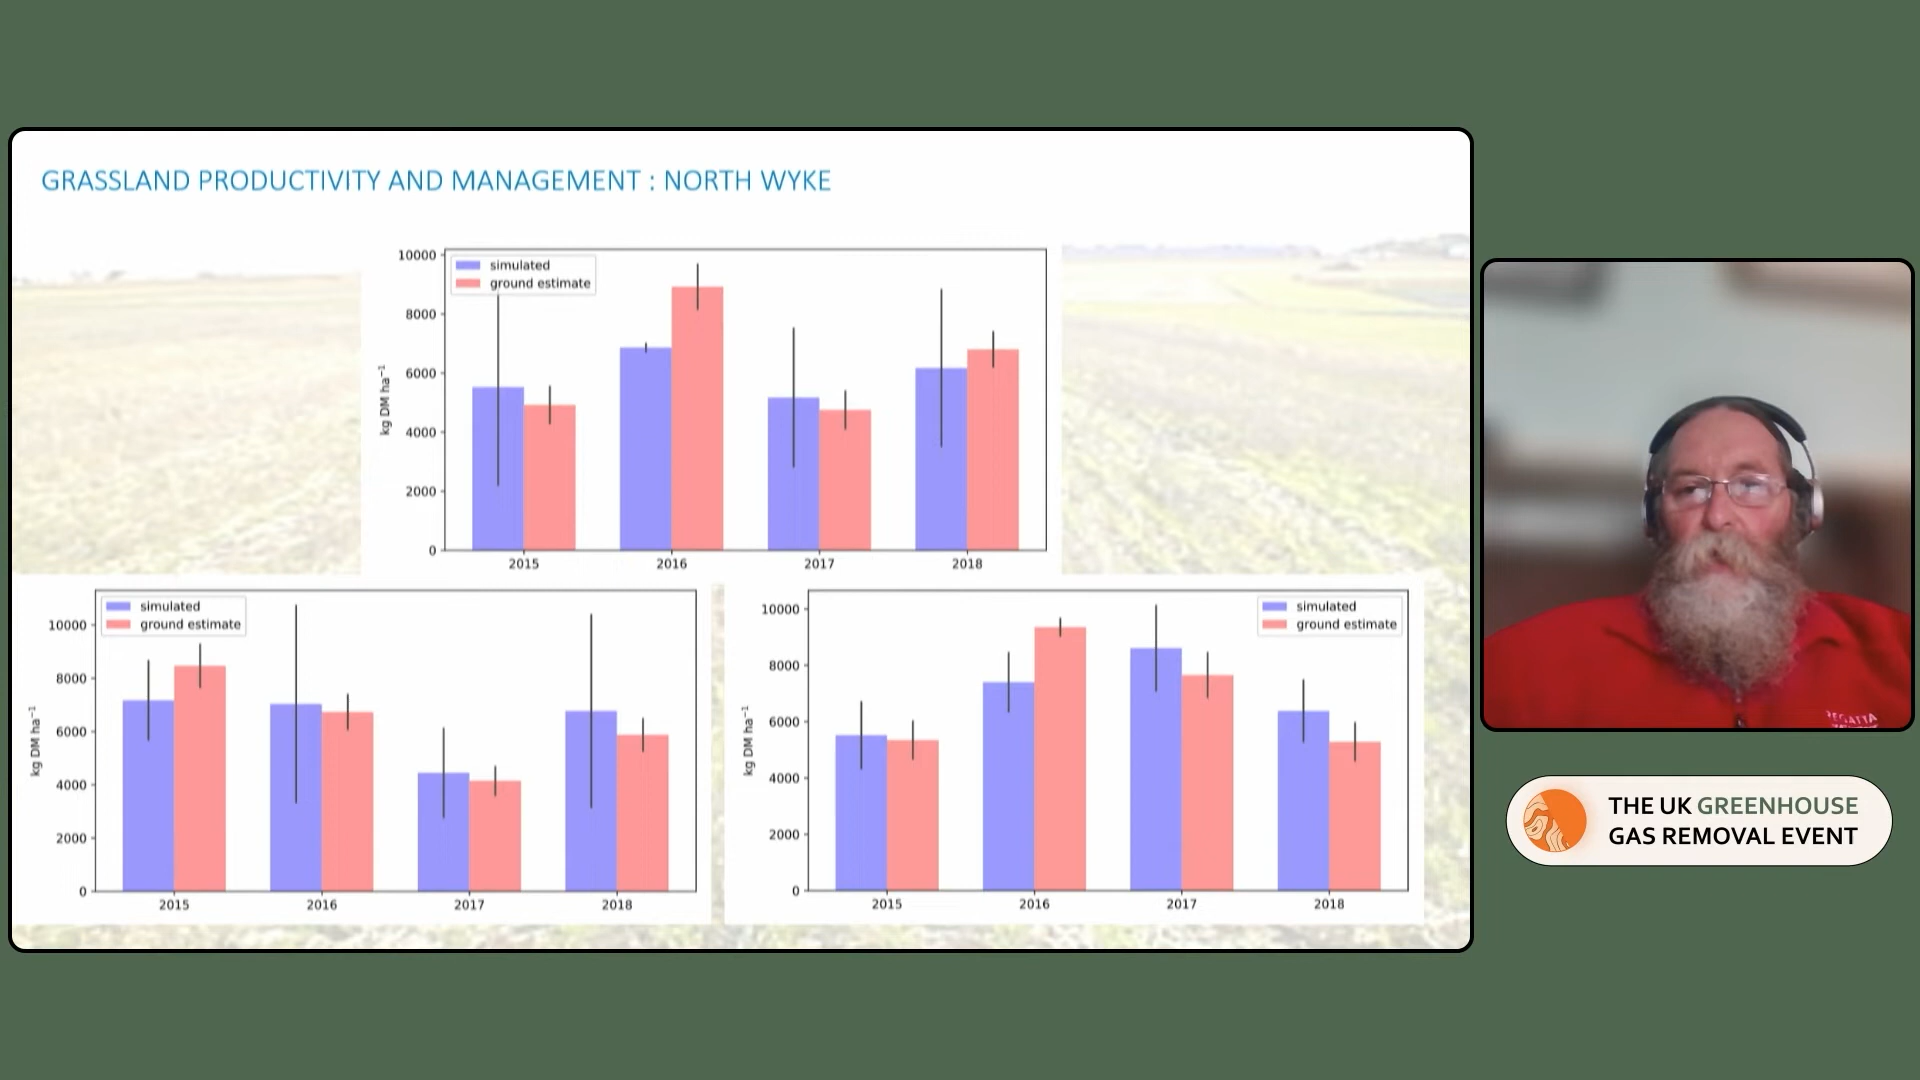 GRASSLAND PRODUCTIVITY AND MANAGEMENT : NORTH WYKE
simulated
ground estimate
10000
8000
6000
4000
2000
0
kg DM ha⁻¹
2015 2016 2017 2018
simulated
ground estimate
10000
8000
6000
4000
2000
0
kg DM ha⁻¹
2015 2016 2017 2018
simulated
ground estimate
10000
8000
6000
4000
2000
0
kg DM ha⁻¹
2015 2016 2017 2018
REGATTA
THE UK GREENHOUSE
GAS REMOVAL EVENT